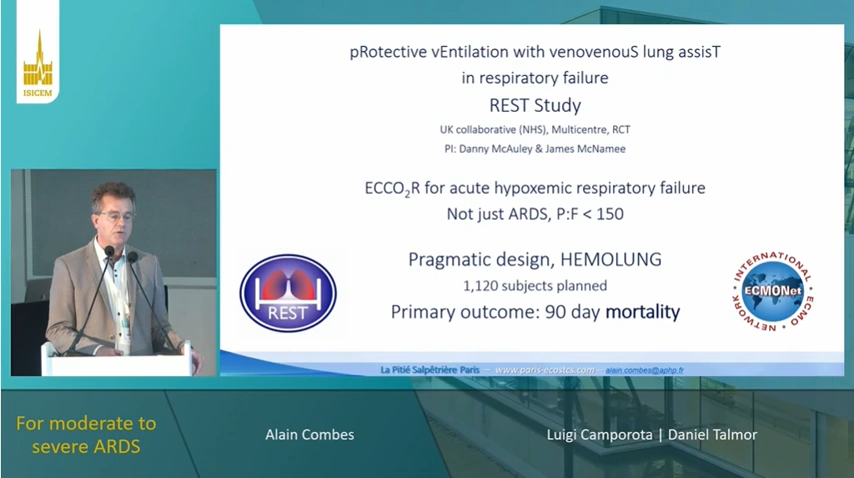 ISICEM
pRotective vEntilation with venovenouS lung assisT
in respiratory failure
REST Study
UK collaborative (NHS), Multicentre, RCT
PI: Danny McAuley & James McNamee
ECCO₂R for acute hypoxemic respiratory failure
Not just ARDS, P:F < 150
Pragmatic design, HEMOLUNG
1,120 subjects planned
Primary outcome: 90 day mortality
REST
INTERNATIONAL
ECMONet
ECMO NETWORK
La Pitié Salpêtrière Paris — www.paris-ecostcs.com — alain.combes@aphp.fr
For moderate to
severe ARDS
Alain Combes
Luigi Camporota | Daniel Talmor